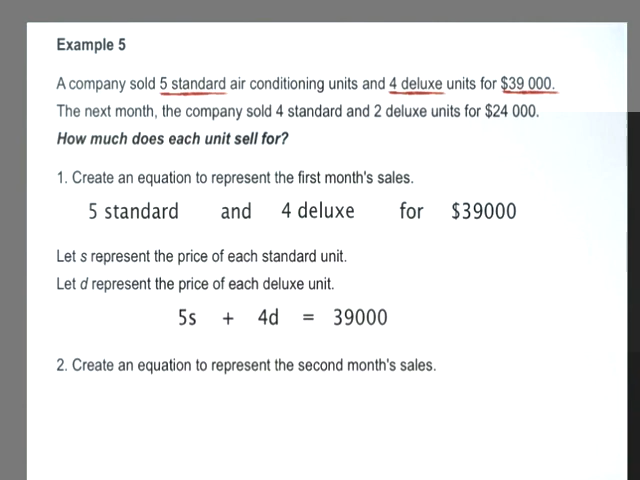 Example 5
A company sold 5 standard air conditioning units and 4 deluxe units for $39 000.
The next month, the company sold 4 standard and 2 deluxe units for $24 000.
How much does each unit sell for?
1. Create an equation to represent the first month's sales.
5 standard and 4 deluxe for $39000
Let s represent the price of each standard unit.
Let d represent the price of each deluxe unit.
5s + 4d = 39000
2. Create an equation to represent the second month's sales.